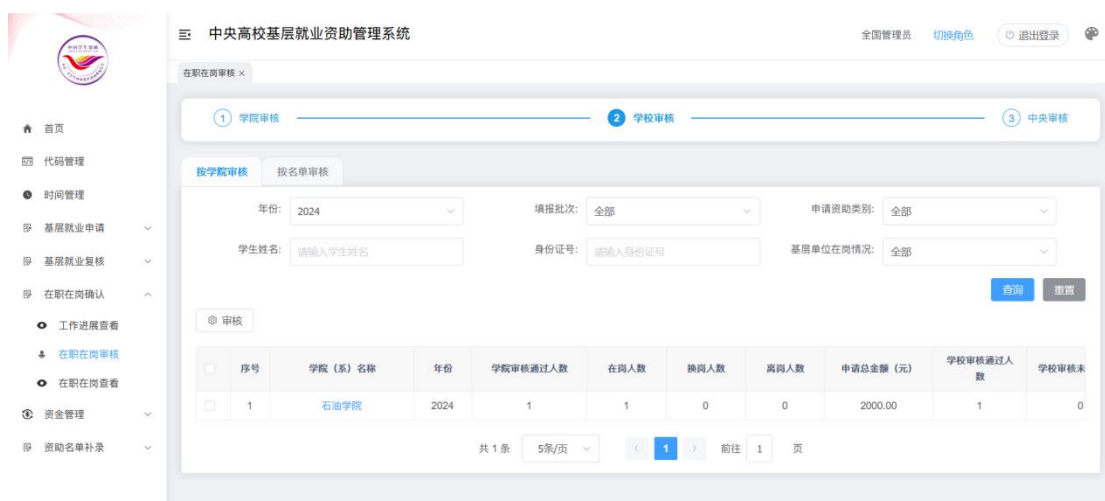 中央高校基层就业资助管理系统
全国管理员 切换角色 退出登录
在职在岗审核 ×
首页
代码管理
时间管理
基层就业申请
基层就业复核
在职在岗确认
工作进展查看
在职在岗审核
在职在岗查看
资金管理
资助名单补录
1 学院审核 2 学校审核 3 中央审核
按学院审核 按名单审核
年份: 2024 填报批次: 全部 申请资助类别: 全部
学生姓名: 请输入学生姓名 身份证号: 请输入身份证号 基层单位在岗情况: 全部
查询 重置
审核
序号 学院(系)名称 年份 学院审核通过人数 在岗人数 换岗人数 离岗人数 申请总金额(元) 学校审核通过人数 学校审核未
1 石油学院 2024 1 1 0 0 2000.00 1 0
共 1 条 5条/页 1 前往 1 页